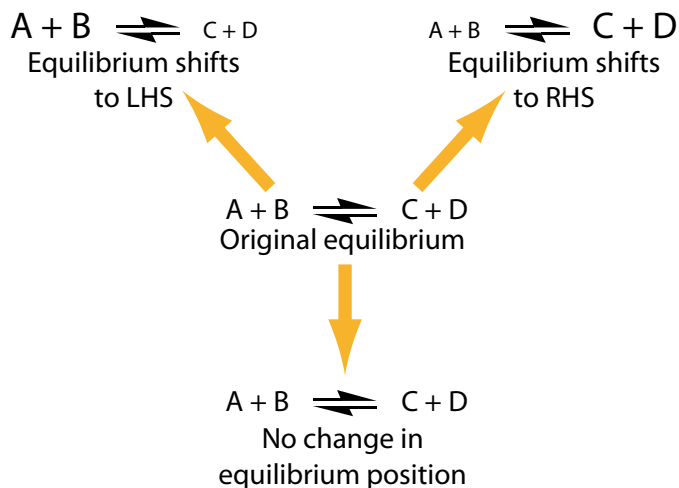 A + B ⇌ C + D
Equilibrium shifts
to LHS
A + B ⇌ C + D
Equilibrium shifts
to RHS
A + B ⇌ C + D
Original equilibrium
A + B ⇌ C + D
No change in
equilibrium position